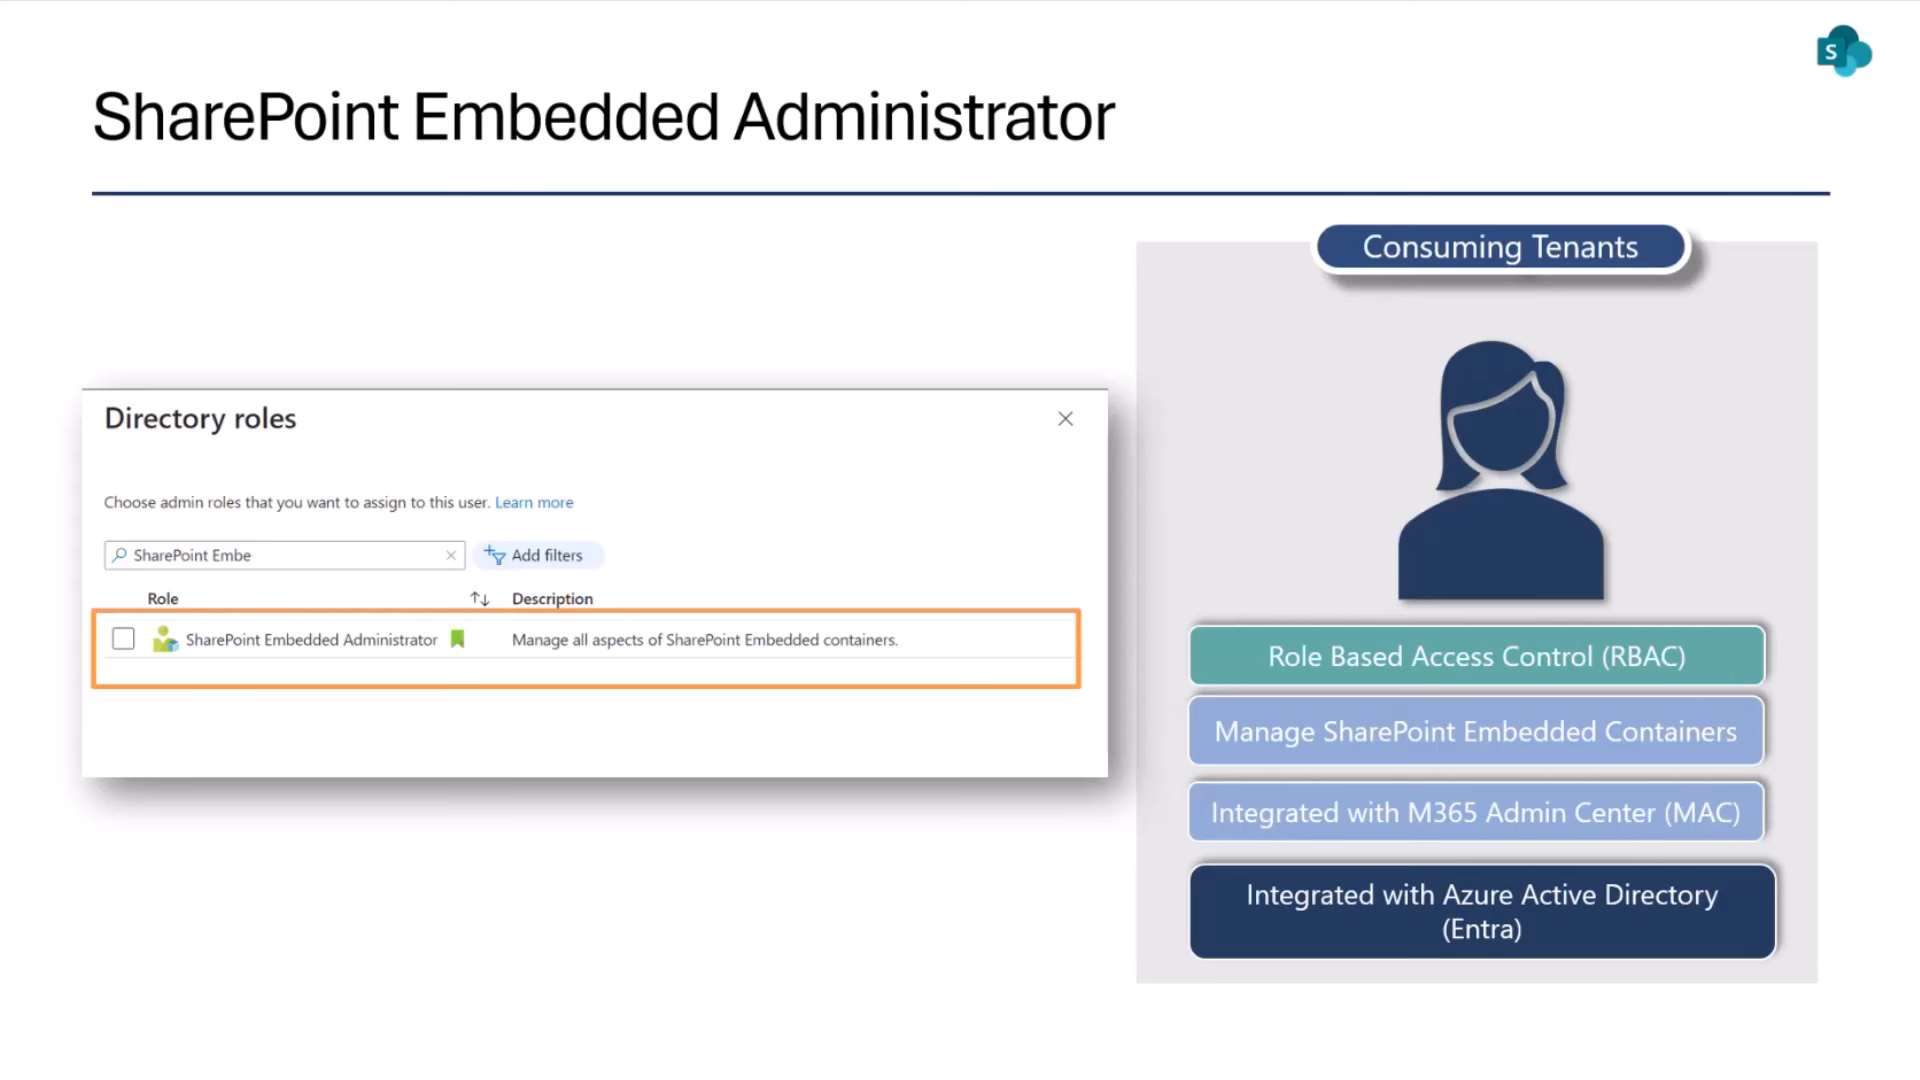 S
SharePoint Embedded Administrator
Consuming Tenants
Directory roles
Choose admin roles that you want to assign to this user. Learn more
SharePoint Embe
Add filters
Role
Description
SharePoint Embedded Administrator
Manage all aspects of SharePoint Embedded containers.
Role Based Access Control (RBAC)
Manage SharePoint Embedded Containers
Integrated with M365 Admin Center (MAC)
Integrated with Azure Active Directory
(Entra)